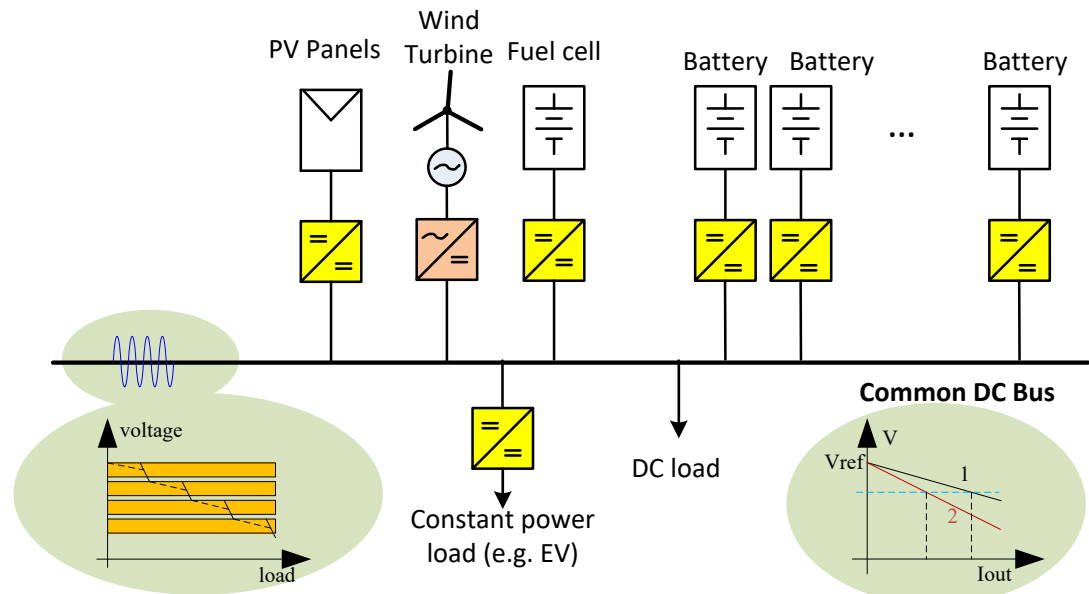 Wind
Turbine
PV Panels
Fuel cell
Battery
Battery
Battery
...
Common DC Bus
voltage
load
Constant power
load (e.g. EV)
DC load
V
Vref
1
2
Iout